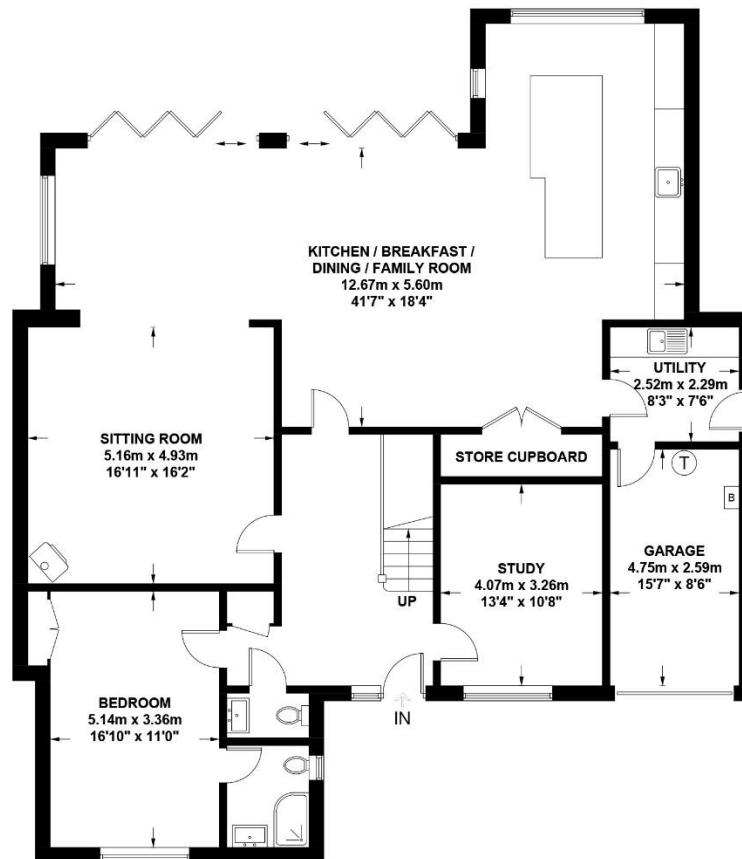 KITCHEN / BREAKFAST /
DINING / FAMILY ROOM
12.67m x 5.60m
41'7" x 18'4"
UTILITY
2.52m x 2.29m
8'3" x 7'6"
SITTING ROOM
5.16m x 4.93m
16'11" x 16'2"
STORE CUPBOARD
T
B
STUDY
4.07m x 3.26m
13'4" x 10'8"
GARAGE
4.75m x 2.59m
15'7" x 8'6"
UP
BEDROOM
5.14m x 3.36m
16'10" x 11'0"
IN